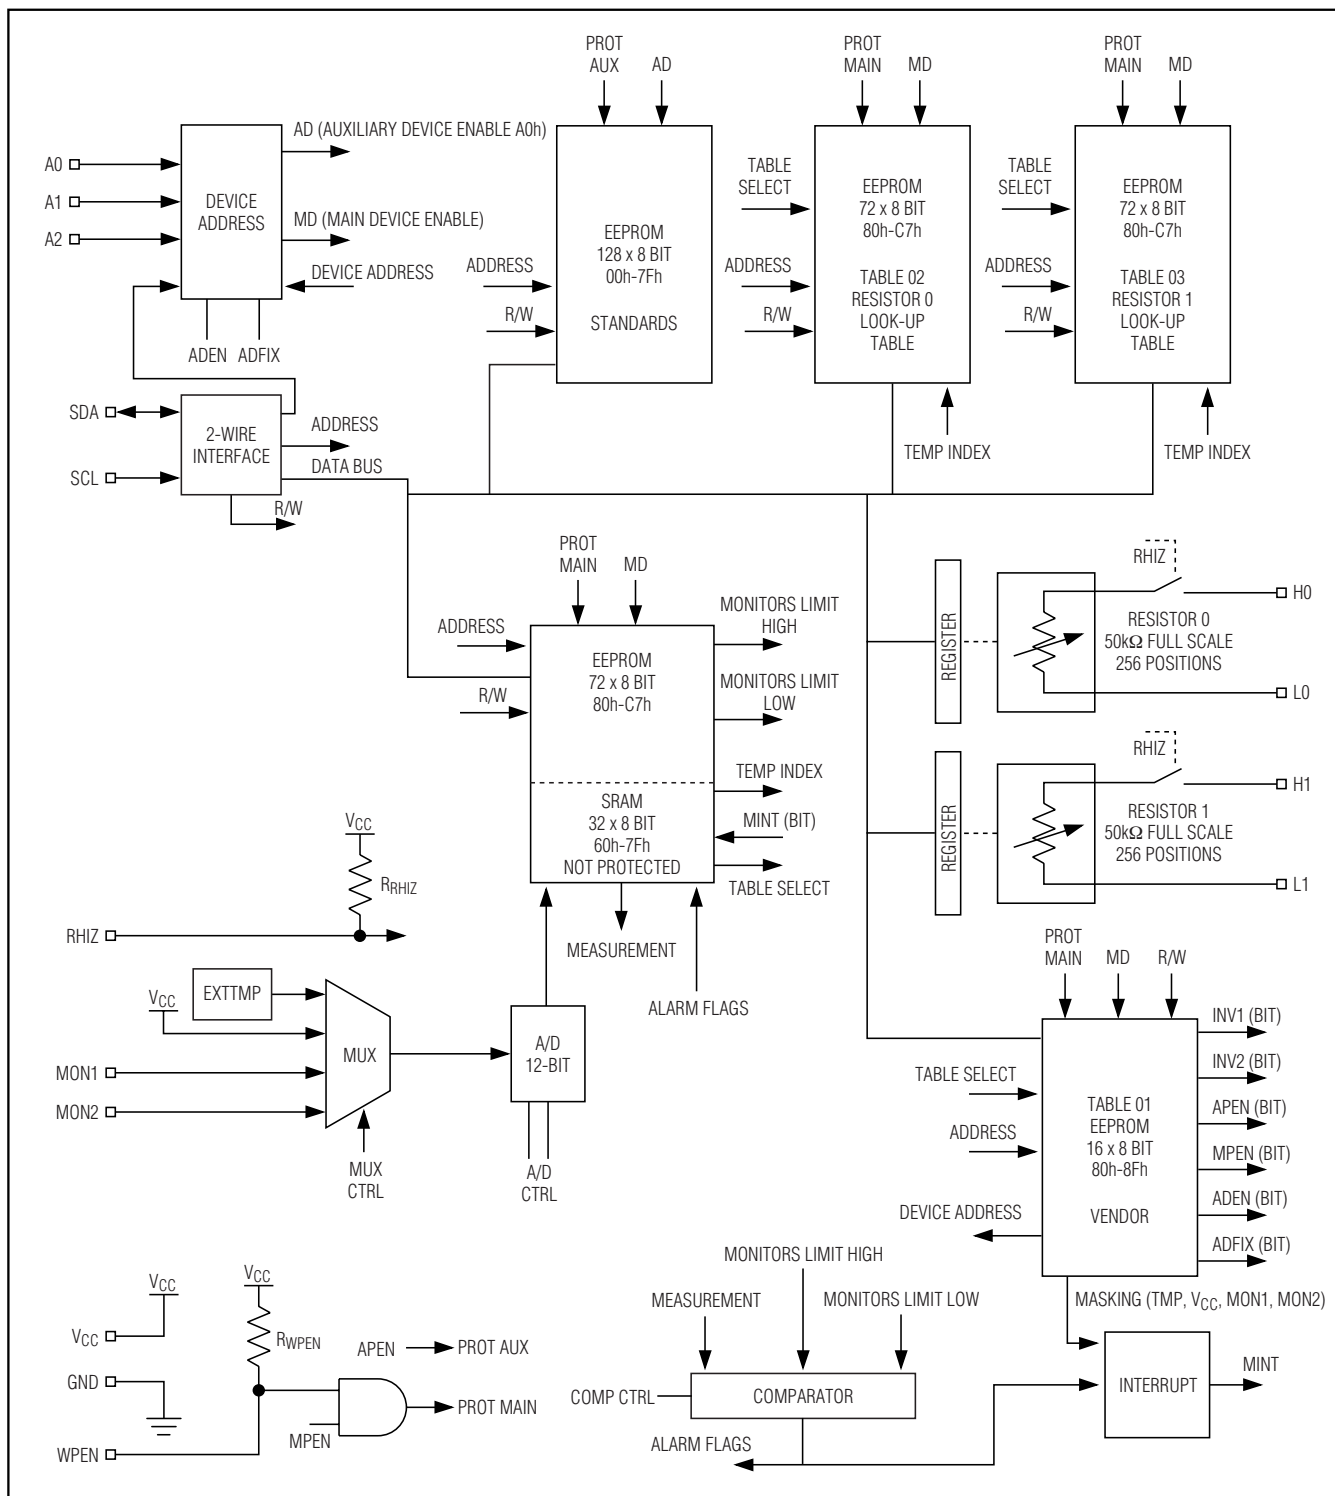 PROT
AUX
AD
PROT
MAIN
MD
PROT
MAIN
MD
AD (AUXILIARY DEVICE ENABLE A0h)
A0
A1
A2
DEVICE
ADDRESS
MD (MAIN DEVICE ENABLE)
DEVICE ADDRESS
ADEN
ADFIX
ADDRESS
R/W
EEPROM
128 x 8 BIT
00h-7Fh
STANDARDS
TABLE
SELECT
ADDRESS
R/W
EEPROM
72 x 8 BIT
80h-C7h
TABLE 02
RESISTOR 0
LOOK-UP
TABLE
TEMP INDEX
TABLE
SELECT
ADDRESS
R/W
EEPROM
72 x 8 BIT
80h-C7h
TABLE 03
RESISTOR 1
LOOK-UP
TABLE
TEMP INDEX
SDA
SCL
2-WIRE
INTERFACE
ADDRESS
DATA BUS
R/W
PROT
MAIN
MD
ADDRESS
R/W
EEPROM
72 x 8 BIT
80h-C7h
SRAM
32 x 8 BIT
60h-7Fh
NOT PROTECTED
MONITORS LIMIT
HIGH
MONITORS LIMIT
LOW
TEMP INDEX
MINT (BIT)
TABLE SELECT
MEASUREMENT
ALARM FLAGS
REGISTER
RHIZ
RESISTOR 0
50kΩ FULL SCALE
256 POSITIONS
H0
L0
REGISTER
RHIZ
RESISTOR 1
50kΩ FULL SCALE
256 POSITIONS
H1
L1
VCC
RRHIZ
RHIZ
EXTTMP
VCC
MON1
MON2
MUX
MUX
CTRL
A/D
12-BIT
A/D
CTRL
PROT
MAIN
MD
R/W
TABLE SELECT
ADDRESS
DEVICE ADDRESS
TABLE 01
EEPROM
16 x 8 BIT
80h-8Fh
VENDOR
INV1 (BIT)
INV2 (BIT)
APEN (BIT)
MPEN (BIT)
ADEN (BIT)
ADFIX (BIT)
MASKING (TMP, VCC, MON1, MON2)
VCC
VCC
GND
WPEN
VCC
RWPEN
APEN
PROT AUX
MPEN
PROT MAIN
MONITORS LIMIT HIGH
MEASUREMENT
MONITORS LIMIT LOW
COMP CTRL
COMPARATOR
ALARM FLAGS
INTERRUPT
MINT